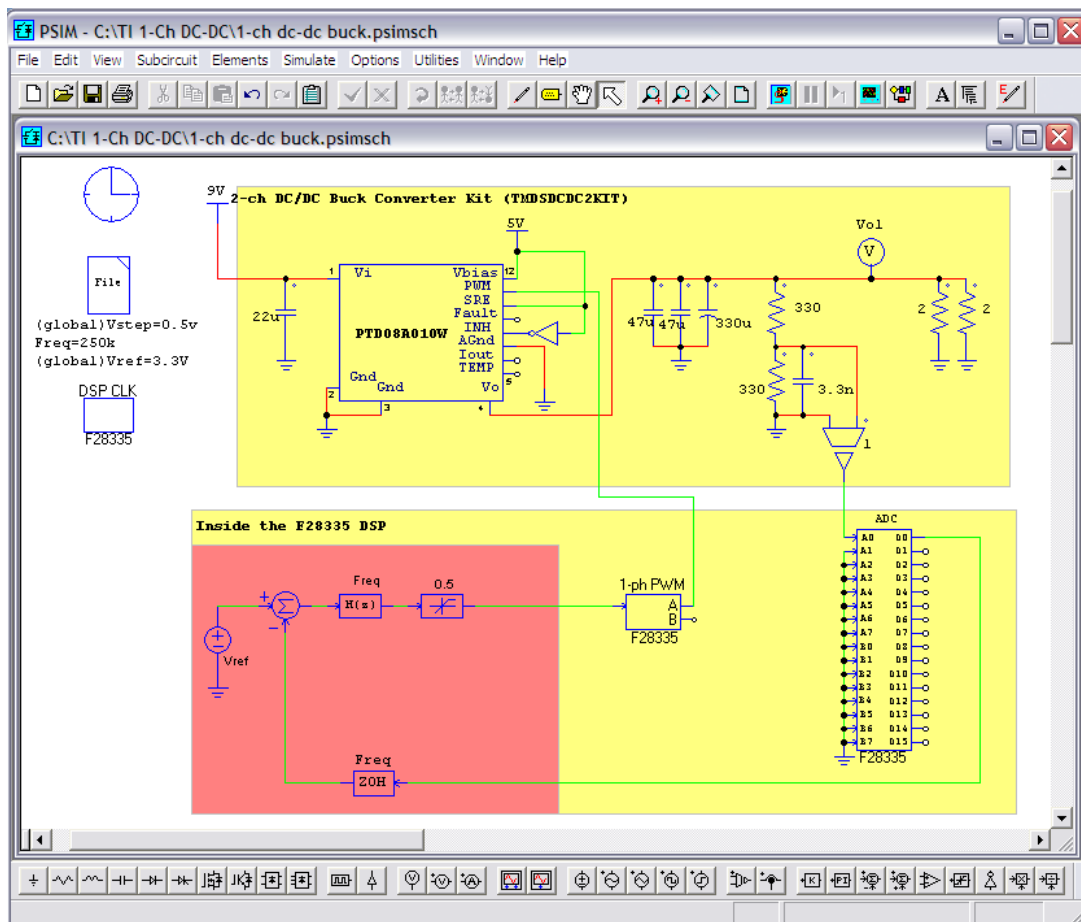 PSIM - C:\TI 1-Ch DC-DC\1-ch dc-dc buck.psimsch
File Edit View Subcircuit Elements Simulate Options Utilities Window Help
C:\TI 1-Ch DC-DC\1-ch dc-dc buck.psimsch
9V
2-ch DC/DC Buck Converter Kit (TMDSDCDC2KIT)
5V
Vol
V
File
(global)Vstep=0.5v
Freq=250k
(global)Vref=3.3V
DSP CLK
F28335
22u
1
Vi
Vbias
12
PWM
SRE
Fault
INH
AGnd
Iout
TEMP
5
Vo
PTD08A010W
Gnd
Gnd
2
3
4
47u
47u
330u
330
330
3.3n
2
2
1
Inside the F28335 DSP
Freq
H(z)
0.5
Vref
Freq
ZOH
1-ph PWM
A
B
F28335
ADC
A0 D0
A1 D1
A2 D2
A3 D3
A4 D4
A5 D5
A6 D6
A7 D7
B0 D8
B1 D9
B2 D10
B3 D11
B4 D12
B5 D13
B6 D14
B7 D15
F28335